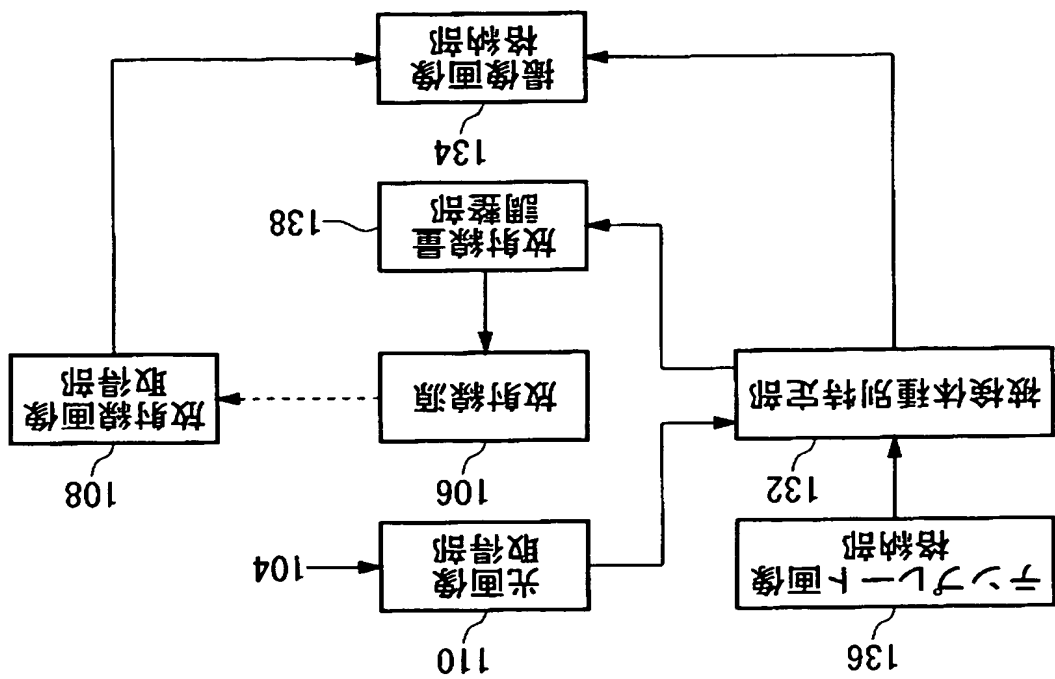 136
テンプレート画像
格納部
110
光画像
取得部
104
132
被検体種別特定部
106
放射線源
108
放射線画像
取得部
放射線量
調整部
138
134
撮像画像
格納部